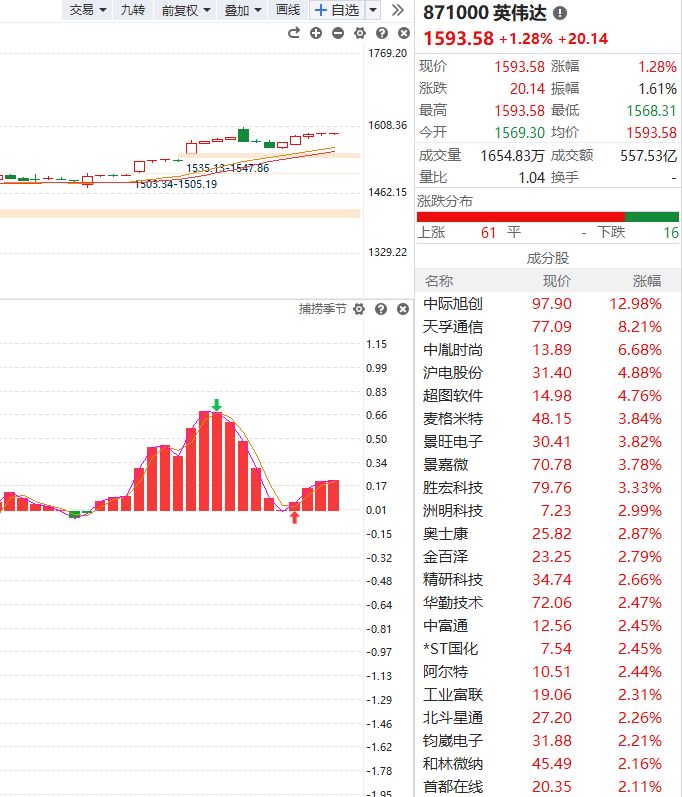 交易 九转 前复权 叠加 画线 自选
1769.20
1608.36
1535.13-1547.86
1503.34-1505.19
1462.15
1329.22
捕捞季节
1.15
0.99
0.83
0.66
0.50
0.34
0.17
0.01
-0.15
-0.32
-0.48
-0.64
-0.81
-0.97
-1.13
-1.29
-1.46
-1.62
-1.78
-1.95
871000 英伟达
1593.58 +1.28% +20.14
现价 1593.58 涨幅 1.28%
涨跌 20.14 振幅 1.61%
最高 1593.58 最低 1568.31
今开 1569.30 均价 1593.58
成交量 1654.83万 成交额 557.53亿
量比 1.04 换手 -
涨跌分布
上涨 61 平 - 下跌 16
成分股
名称 现价 涨幅
中际旭创 97.90 12.98%
天孚通信 77.09 8.21%
中胤时尚 13.89 6.68%
沪电股份 31.40 4.88%
超图软件 14.98 4.76%
麦格米特 48.15 3.84%
景旺电子 30.41 3.82%
景嘉微 70.78 3.78%
胜宏科技 79.76 3.33%
洲明科技 7.23 2.99%
奥士康 25.82 2.87%
金百泽 23.25 2.79%
精研科技 34.74 2.66%
华勤技术 72.06 2.47%
中富通 12.56 2.45%
*ST国化 7.54 2.45%
阿尔特 10.51 2.44%
工业富联 19.06 2.31%
北斗星通 27.20 2.26%
钧崴电子 31.88 2.21%
和林微纳 45.49 2.16%
首都在线 20.35 2.11%